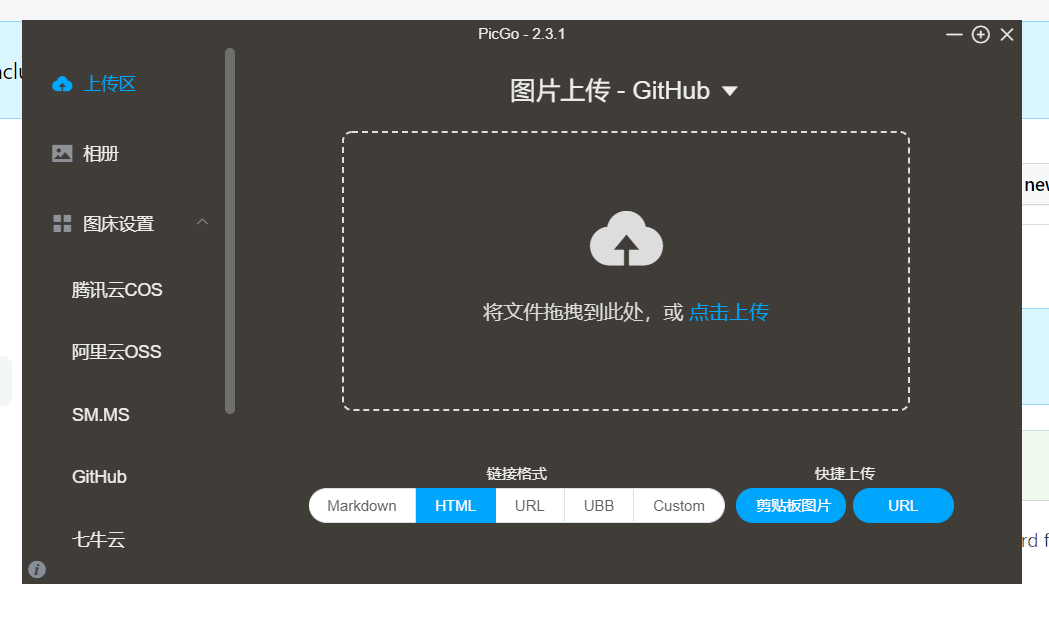 PicGo - 2.3.1
上传区
相册
图床设置
腾讯云COS
阿里云OSS
SM.MS
GitHub
七牛云
图片上传 - GitHub
将文件拖拽到此处，或 点击上传
链接格式
Markdown HTML URL UBB Custom
快捷上传
剪贴板图片 URL